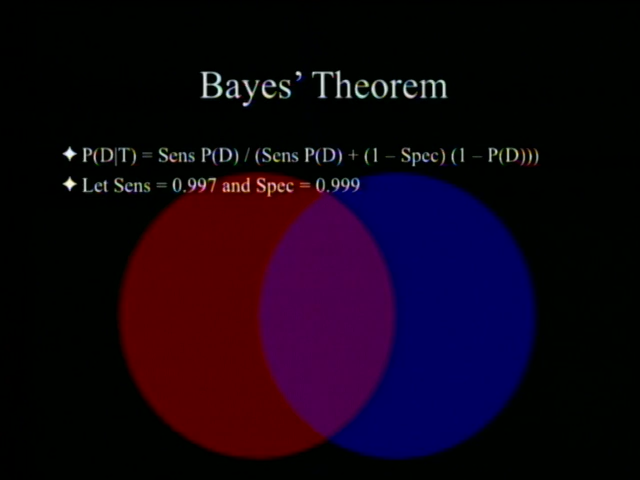 Bayes’ Theorem
✦ P(D|T) = Sens P(D) / (Sens P(D) + (1 – Spec) (1 – P(D)))
✦ Let Sens = 0.997 and Spec = 0.999